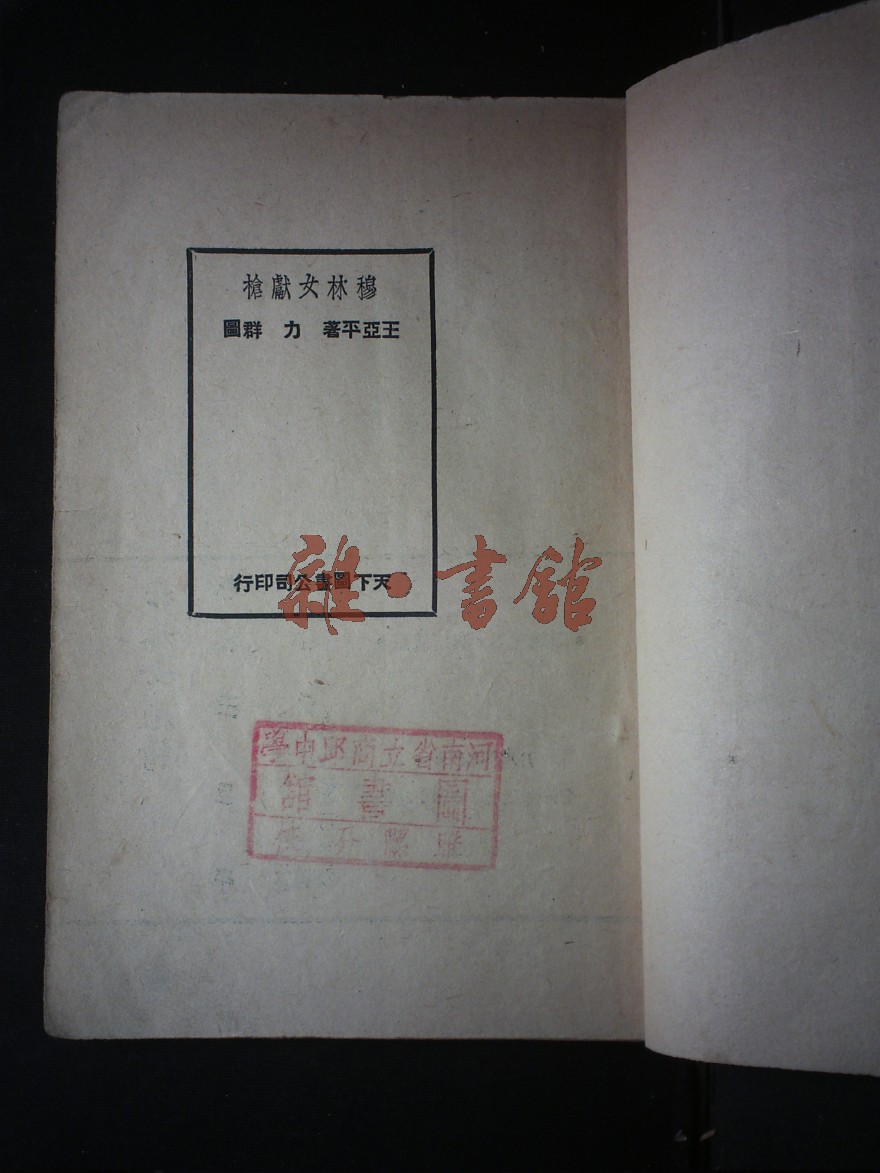 穆林女獻槍
王亞平著 力 群圖
天下圖書公司印行
雜·書館
河南省立商邱中學
圖書館